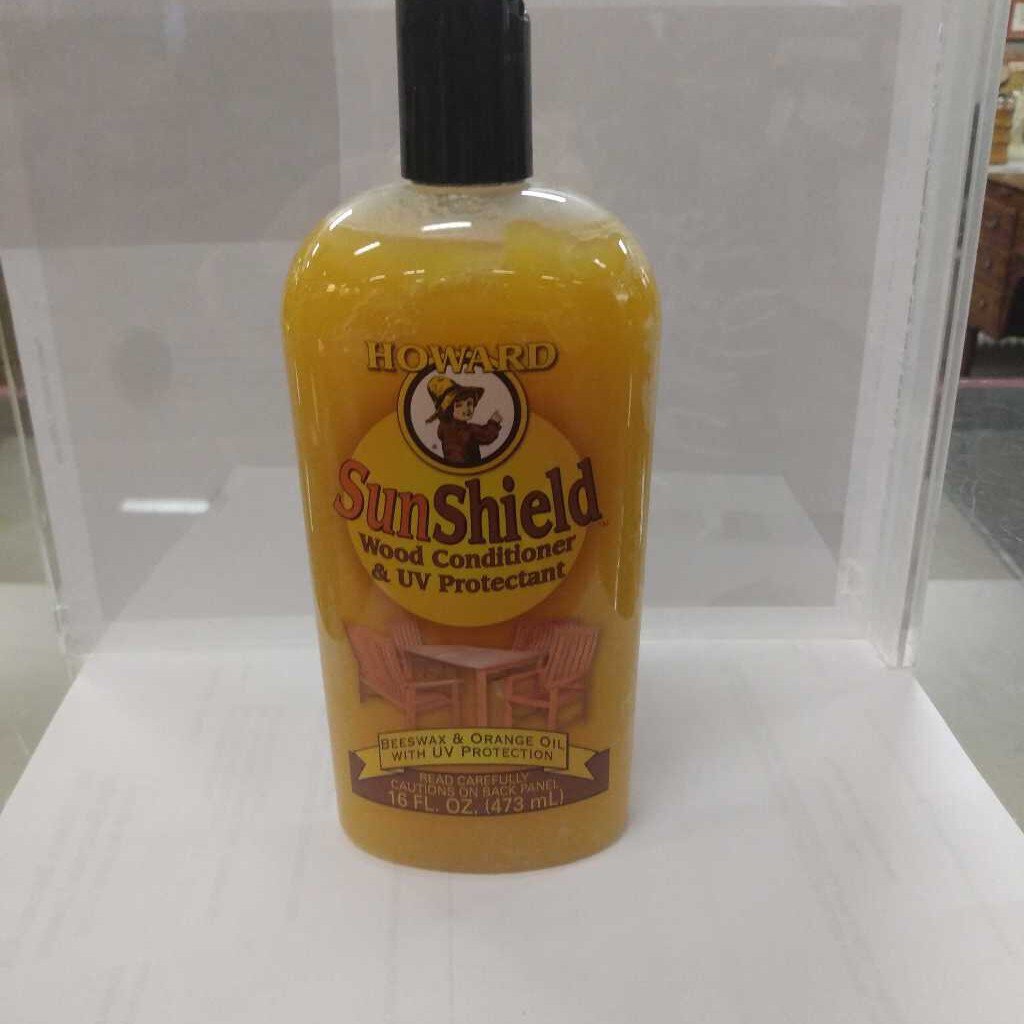 HOWARD
SunShield
Wood Conditioner
& UV Protectant
BEESWAX & ORANGE OIL
WITH UV PROTECTION
READ CAREFULLY
CAUTIONS ON BACK PANEL
16 FL. OZ. (473 mL)